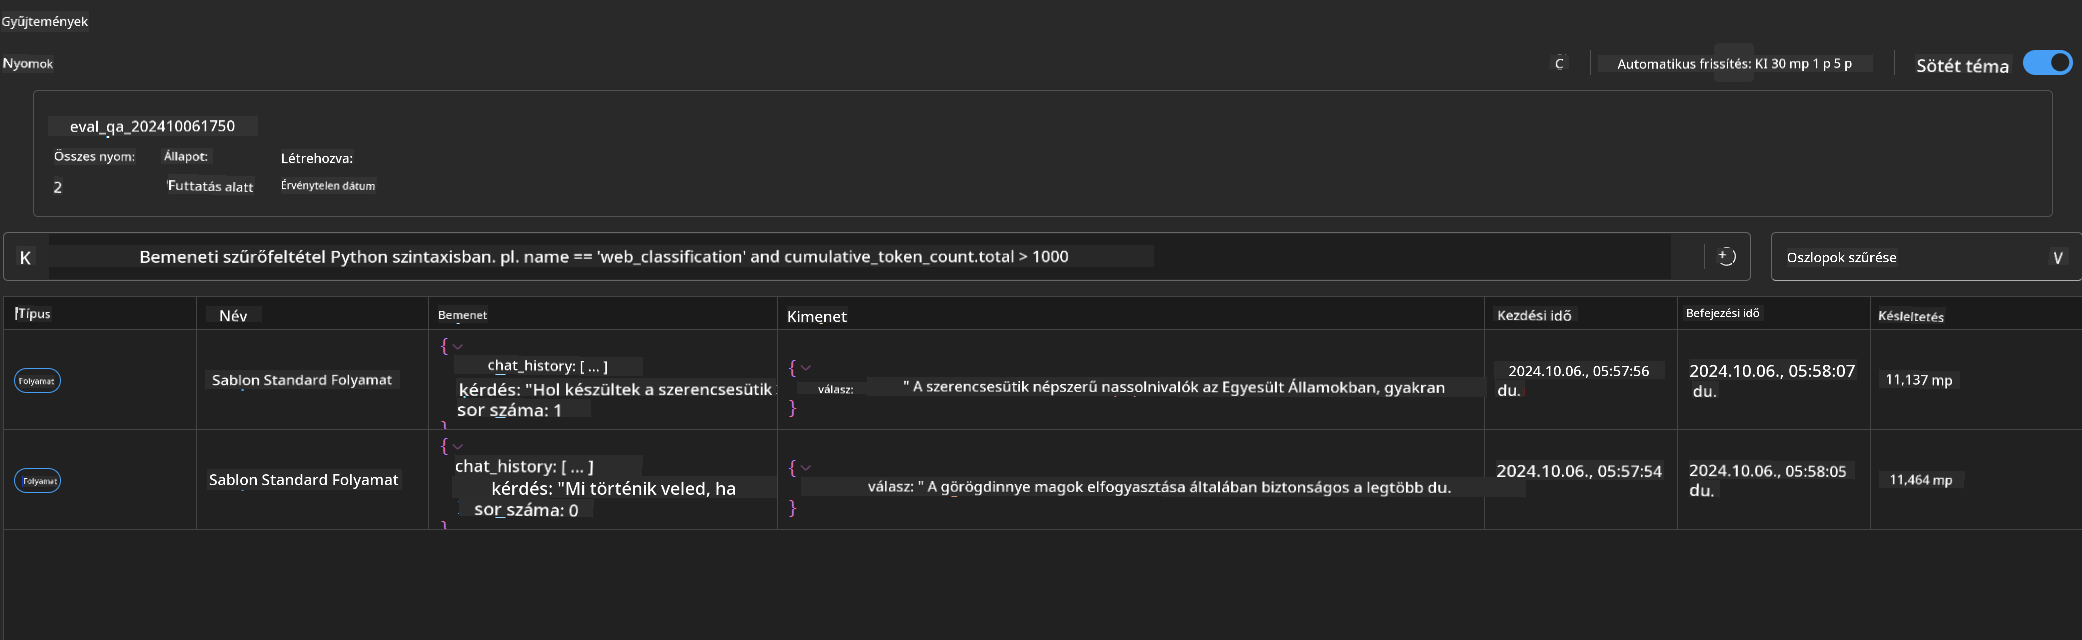 Gyűjtemények
Nyomok
C
Automatikus frissítés: KI 30 mp 1 p 5 p
Sötét téma
eval_qa_202410061750
Összes nyom: Állapot: Létrehozva:
2 'Futtatás alatt Érvénytelen dátum
K Bemeneti szűrőfeltétel Python szintaxisban. pl. name == 'web_classification' and cumulative_token_count.total > 1000
Oszlopok szűrése V
Típus Név Bemenet Kimenet Kezdési idő Befejezési idő Késleltetés
Folyamat
Sablon Standard Folyamat
{
chat_history: [ ... ]
kérdés: "Hol készültek a szerencsesütik
sor száma: 1
}
{
válasz: " A szerencsesütik népszerű nassolnivalók az Egyesült Államokban, gyakran
}
2024.10.06., 05:57:56
du.
2024.10.06., 05:58:07
du.
11,137 mp
Folyamat
Sablon Standard Folyamat
{
chat_history: [ ... ]
kérdés: "Mi történik veled, ha
sor száma: 0
}
{
válasz: " A görögdinnye magok elfogyasztása általában biztonságos a legtöbb du.
}
2024.10.06., 05:57:54
2024.10.06., 05:58:05
du.
11,464 mp